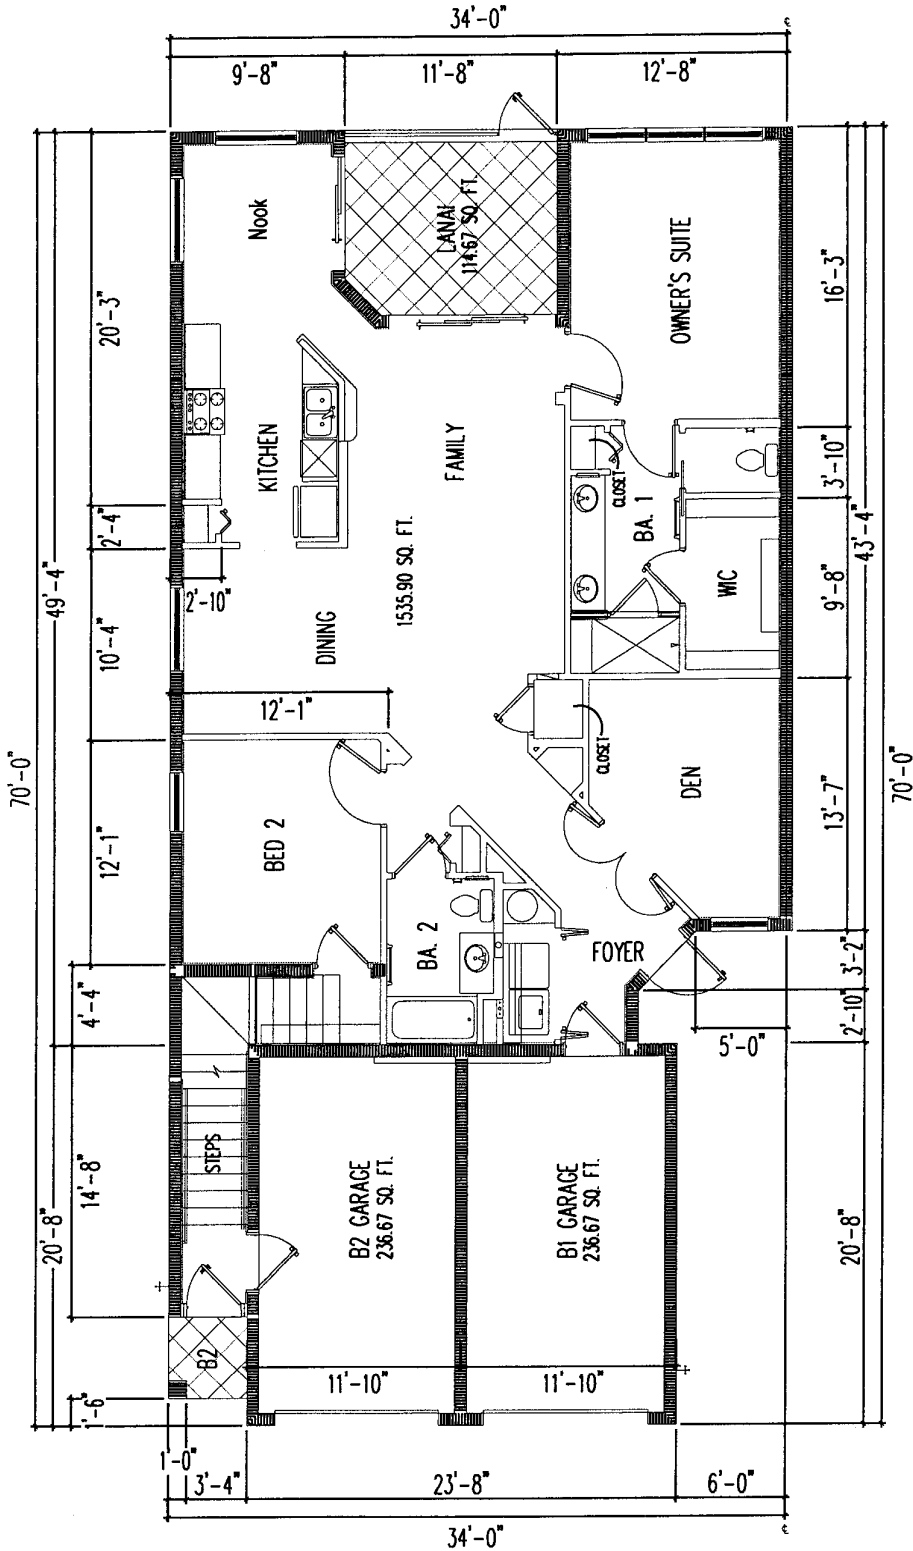 34'-0"
9'-8"
11'-8"
12'-8"
Nook
LANAI
114.67 SQ. FT.
OWNER'S SUITE
20'-3"
16'-3"
KITCHEN
FAMILY
CLOSET
BA. 1
3'-10"
2'-4"
2'-10"
1535.90 SQ. FT.
49'-4"
43'-4"
WIC
9'-8"
10'-4"
DINING
12'-1"
70'-0"
CLOSET
DEN
13'-7"
70'-0"
12'-1"
BED 2
BA. 2
FOYER
3'-2"
4'-4"
2'-10"
5'-0"
STEPS
14'-8"
B2 GARAGE
236.67 SQ. FT.
B1 GARAGE
236.67 SQ. FT.
20'-8"
20'-8"
B2
11'-10"
11'-10"
1'-0"
3'-4"
23'-8"
6'-0"
34'-0"